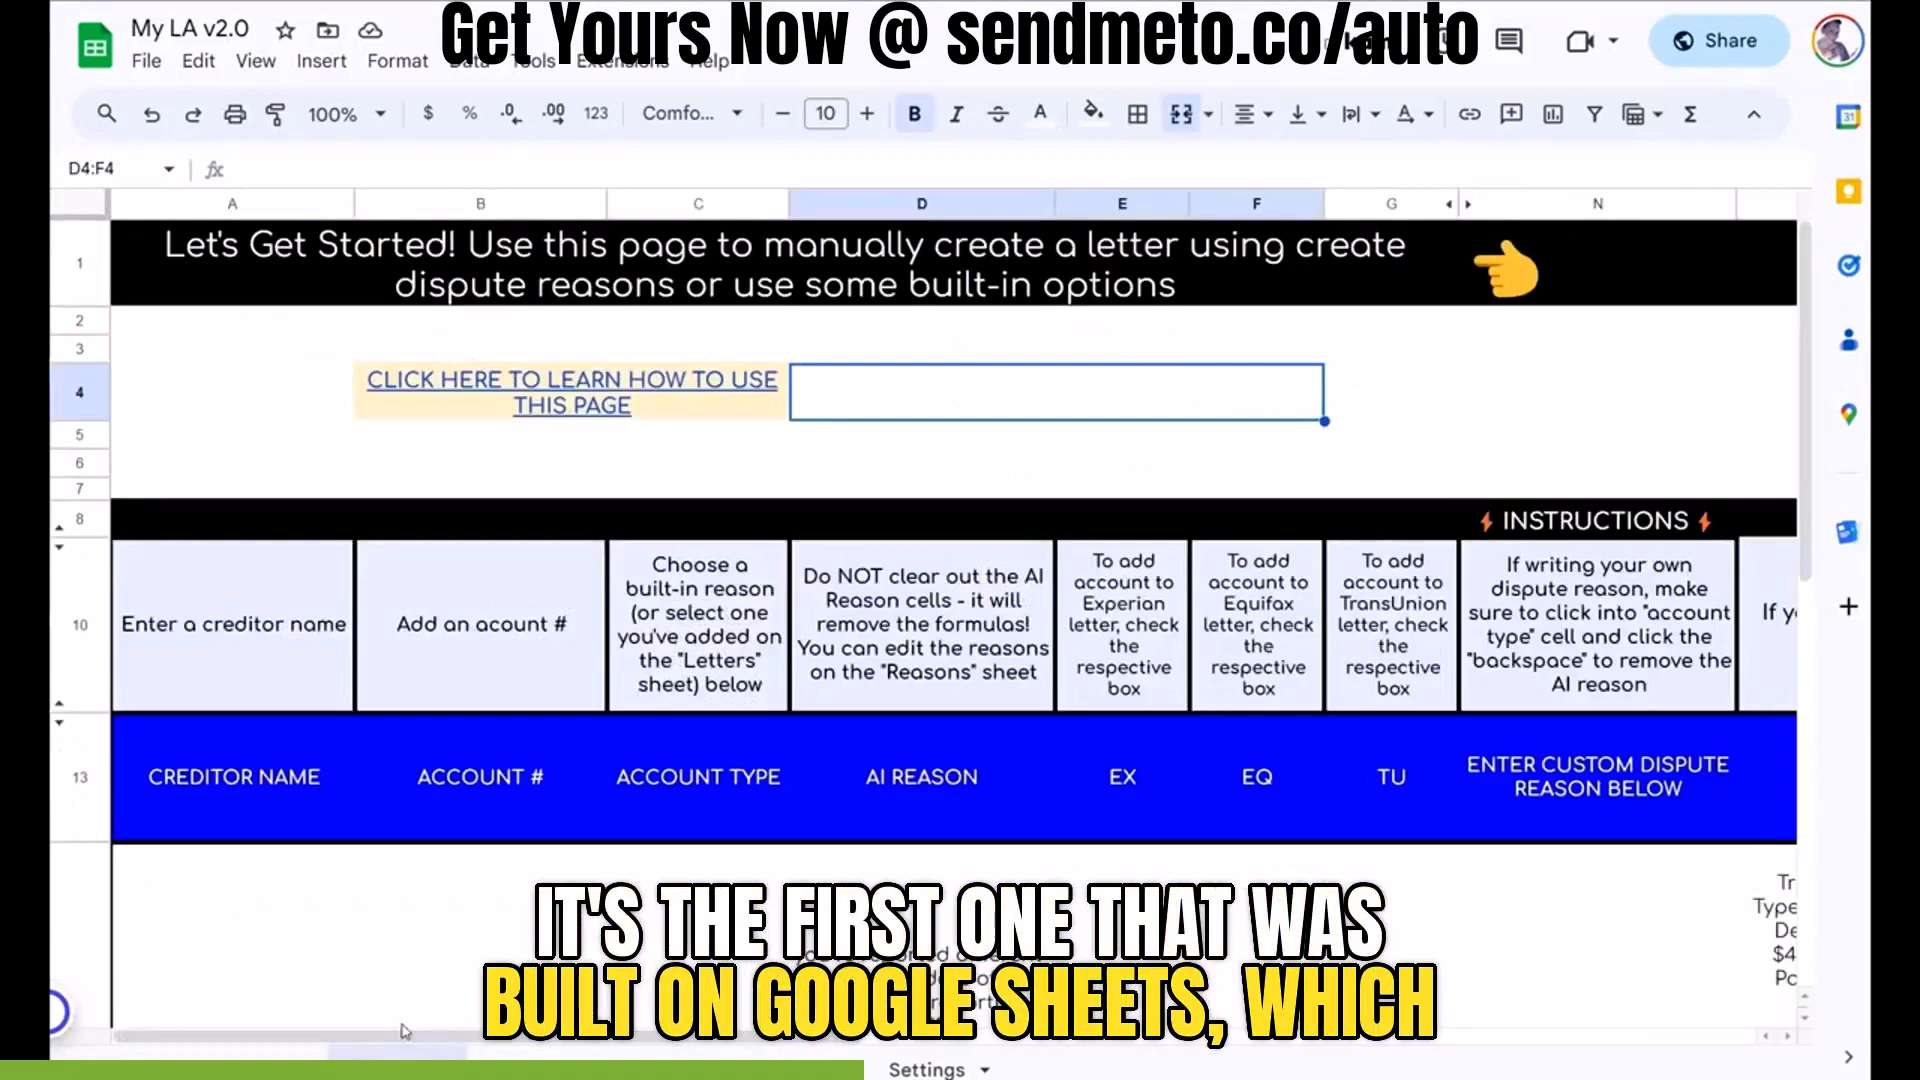 Get Yours Now @ sendmeto.co/auto
My LA v2.0
Share
File Edit View Insert Format Data Tools Extensions Help
100% $ % .0 .00 123 Comfo... 10 B I A A Σ
D4:F4 fx
A B C D E F G N
1
Let's Get Started! Use this page to manually create a letter using create
dispute reasons or use some built-in options
2
3
4
CLICK HERE TO LEARN HOW TO USE
THIS PAGE
5
6
7
8
INSTRUCTIONS
10
Enter a creditor name
Add an acount #
Choose a
built-in reason
(or select one
you've added on
the "Letters"
sheet) below
Do NOT clear out the AI
Reason cells - it will
remove the formulas!
You can edit the reasons
on the "Reasons" sheet
To add
account to
Experian
letter, check
the
respective
box
To add
account to
Equifax
letter, check
the
respective
box
To add
account to
TransUnion
letter, check
the
respective
box
If writing your own
dispute reason, make
sure to click into "account
type" cell and click the
"backspace" to remove the
AI reason
If
13
CREDITOR NAME
ACCOUNT #
ACCOUNT TYPE
AI REASON
EX
EQ
TU
ENTER CUSTOM DISPUTE
REASON BELOW
Type
$4
IT'S THE FIRST ONE THAT WAS
BUILT ON GOOGLE SHEETS, WHICH
Settings
31